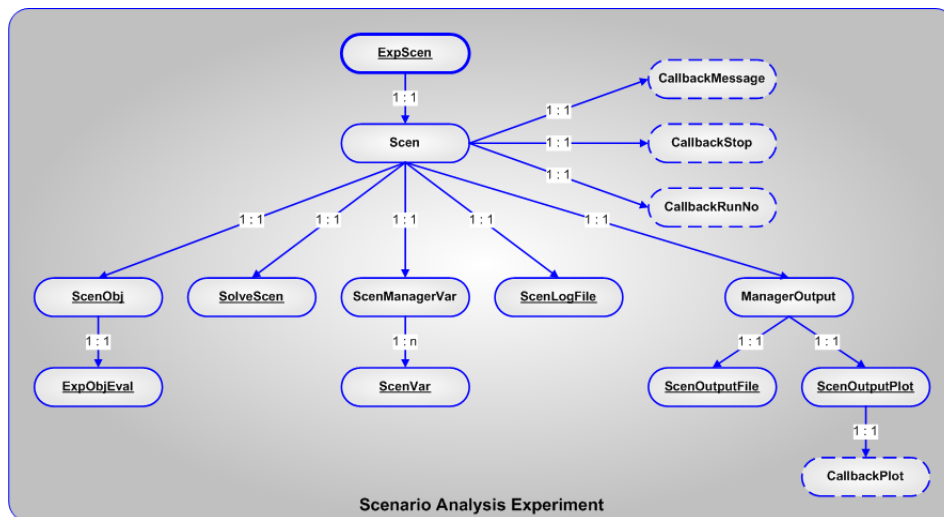 ExpScen
CallbackMessage
1 : 1
1 : 1
Scen
1 : 1
CallbackStop
1 : 1
CallbackRunNo
1 : 1
1 : 1
1 : 1
1 : 1
1 : 1
ScenObj
SolveScen
ScenManagerVar
ScenLogFile
ManagerOutput
1 : 1
1 : n
1 : 1
1 : 1
ExpObjEval
ScenVar
ScenOutputFile
ScenOutputPlot
1 : 1
CallbackPlot
Scenario Analysis Experiment